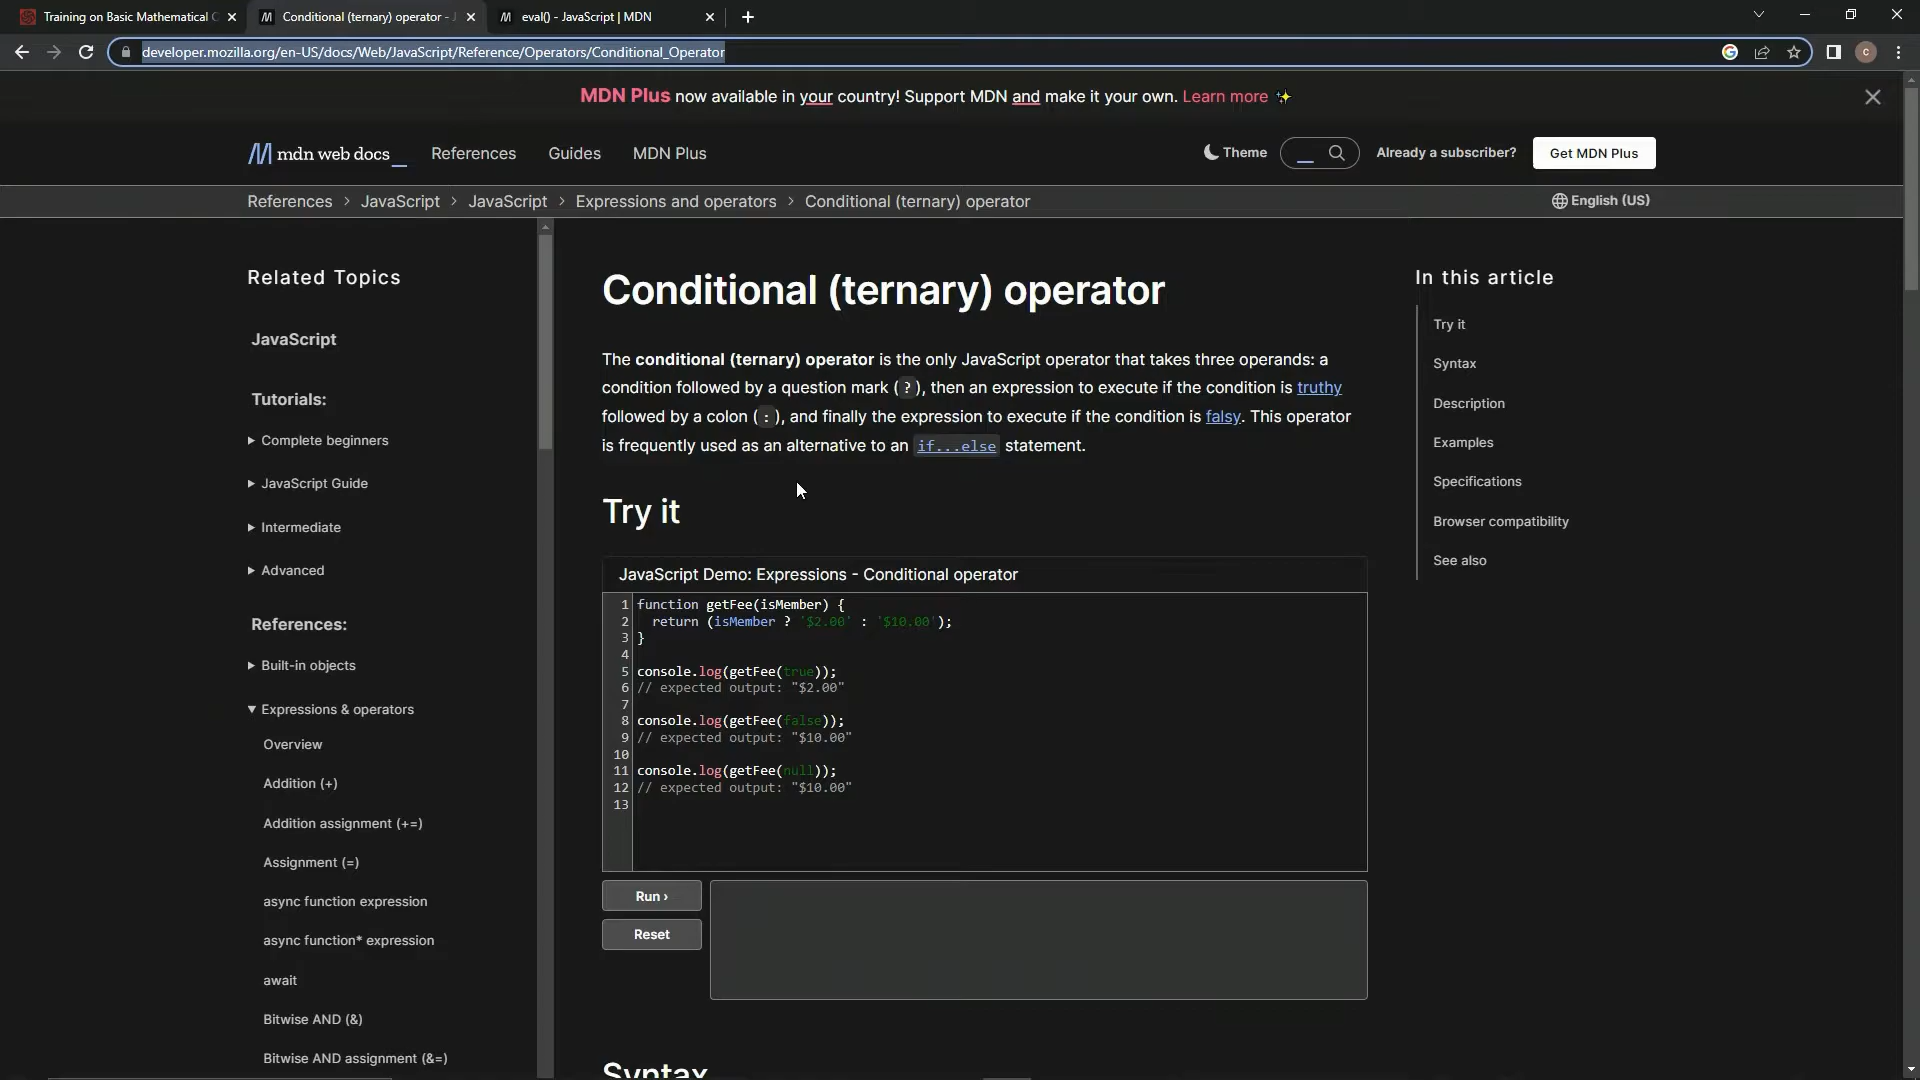 Training on Basic Mathematical
Conditional (ternary) operator - J
eval() - JavaScript | MDN
developer.mozilla.org/en-US/docs/Web/JavaScript/Reference/Operators/Conditional_Operator
C
MDN Plus now available in your country! Support MDN and make it your own. Learn more ✨
mdn web docs_
References
Guides
MDN Plus
Theme
Already a subscriber?
Get MDN Plus
References > JavaScript > JavaScript > Expressions and operators > Conditional (ternary) operator
English (US)
Related Topics
JavaScript
Tutorials:
Complete beginners
JavaScript Guide
Intermediate
Advanced
References:
Built-in objects
Expressions & operators
Overview
Addition (+)
Addition assignment (+=)
Assignment (=)
async function expression
async function* expression
await
Bitwise AND (&)
Bitwise AND assignment (&=)
Conditional (ternary) operator
The conditional (ternary) operator is the only JavaScript operator that takes three operands: a
condition followed by a question mark (?), then an expression to execute if the condition is truthy
followed by a colon (:), and finally the expression to execute if the condition is falsy. This operator
is frequently used as an alternative to an if...else statement.
Try it
JavaScript Demo: Expressions - Conditional operator
1 function getFee(isMember) {
2 return (isMember ? '$2.00' : '$10.00');
3 }
4
5 console.log(getFee(true));
6 // expected output: "$2.00"
7
8 console.log(getFee(false));
9 // expected output: "$10.00"
10
11 console.log(getFee(null));
12 // expected output: "$10.00"
13
Run ›
Reset
Syntax
In this article
Try it
Syntax
Description
Examples
Specifications
Browser compatibility
See also